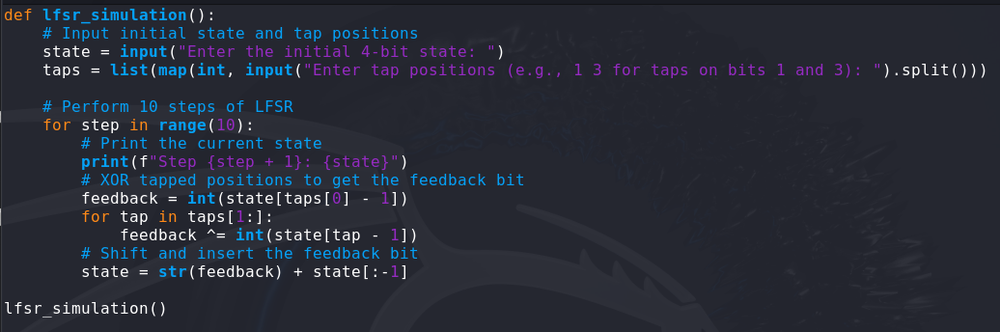 def lfsr_simulation():
    # Input initial state and tap positions
    state = input("Enter the initial 4-bit state: ")
    taps = list(map(int, input("Enter tap positions (e.g., 1 3 for taps on bits 1 and 3): ").split()))

    # Perform 10 steps of LFSR
    for step in range(10):
        # Print the current state
        print(f"Step {step + 1}: {state}")
        # XOR tapped positions to get the feedback bit
        feedback = int(state[taps[0] - 1])
        for tap in taps[1:]:
            feedback ^= int(state[tap - 1])
        # Shift and insert the feedback bit
        state = str(feedback) + state[:-1]

lfsr_simulation()